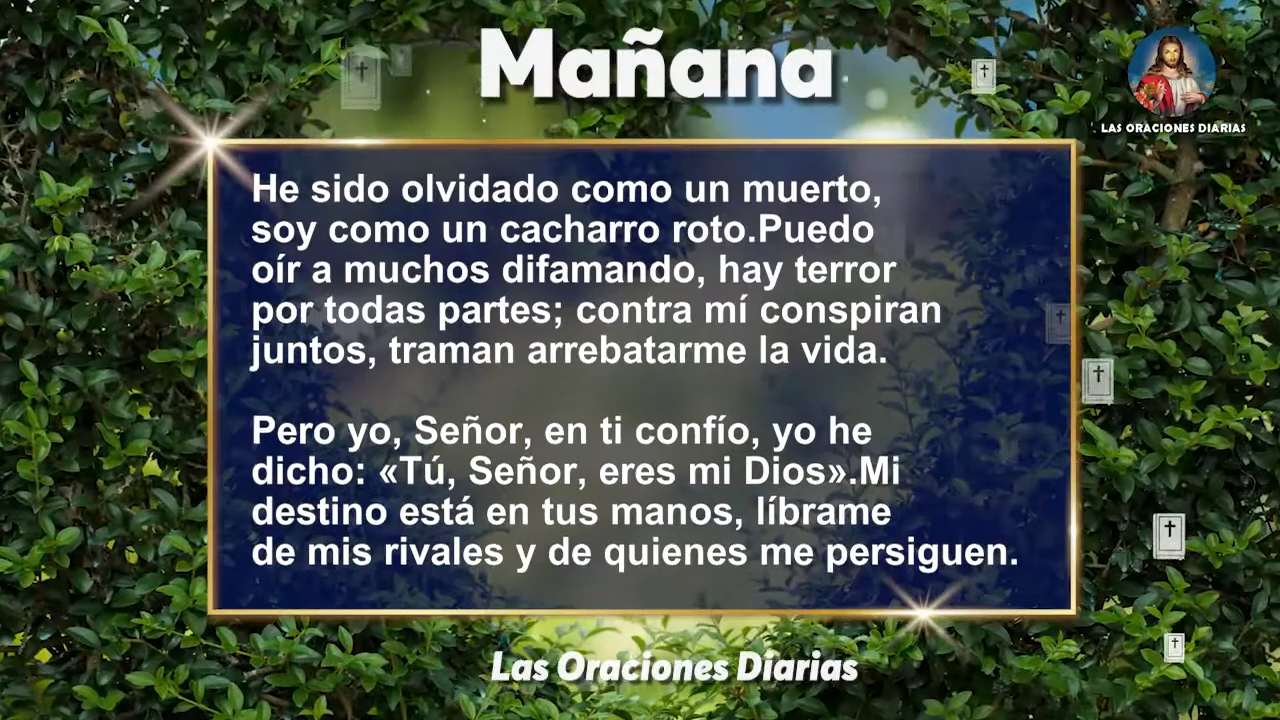 Mañana
LAS ORACIONES DIARIAS
He sido olvidado como un muerto,
soy como un cacharro roto.Puedo
oír a muchos difamando, hay terror
por todas partes; contra mí conspiran
juntos, traman arrebatarme la vida.
Pero yo, Señor, en ti confío, yo he
dicho: «Tú, Señor, eres mi Dios».Mi
destino está en tus manos, líbrame
de mis rivales y de quienes me persiguen.
Las Oraciones Diarias